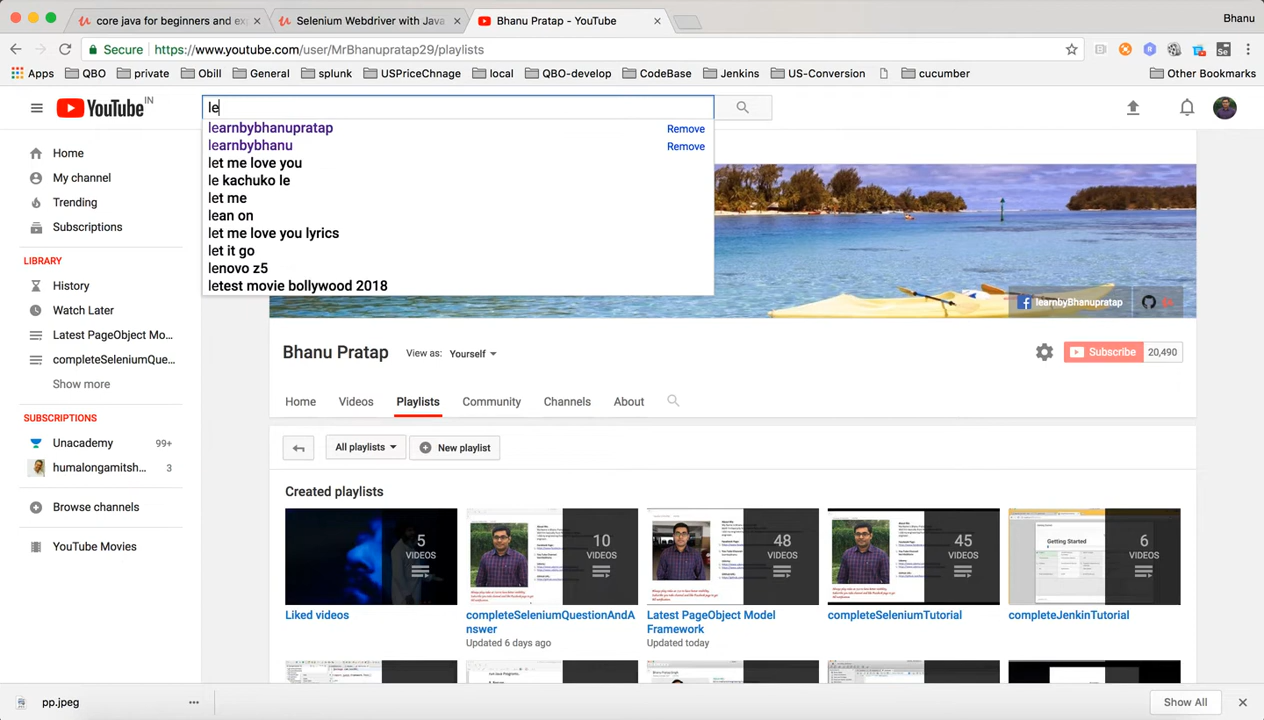 core java for beginners and exp
Selenium Webdriver with Java
Bhanu Pratap - YouTube
Bhanu
Secure
https://www.youtube.com/user/MrBhanupratap29/playlists
Apps
QBO
private
Obill
General
splunk
USPriceChnage
local
QBO-develop
CodeBase
Jenkins
US-Conversion
cucumber
Other Bookmarks
YouTube IN
le
learnbybhanupratap Remove
learnbybhanu Remove
let me love you
le kachuko le
let me
lean on
let me love you lyrics
let it go
lenovo z5
letest movie bollywood 2018
Home
My channel
Trending
Subscriptions
LIBRARY
History
Watch Later
Latest PageObject Mo...
completeSeleniumQue...
Show more
SUBSCRIPTIONS
Unacademy 99+
humalongamitsh... 3
Browse channels
YouTube Movies
learnbyBhanupratap
Bhanu Pratap
View as: Yourself
Subscribe 20,490
Home Videos Playlists Community Channels About
All playlists
New playlist
Created playlists
5
VIDEOS
Liked videos
10
VIDEOS
completeSeleniumQuestionAndA
nswer
Updated 6 days ago
48
VIDEOS
Latest PageObject Model
Framework
Updated today
45
VIDEOS
completeSeleniumTutorial
Getting Started
6
VIDEOS
completeJenkinTutorial
pp.jpeg
Show All